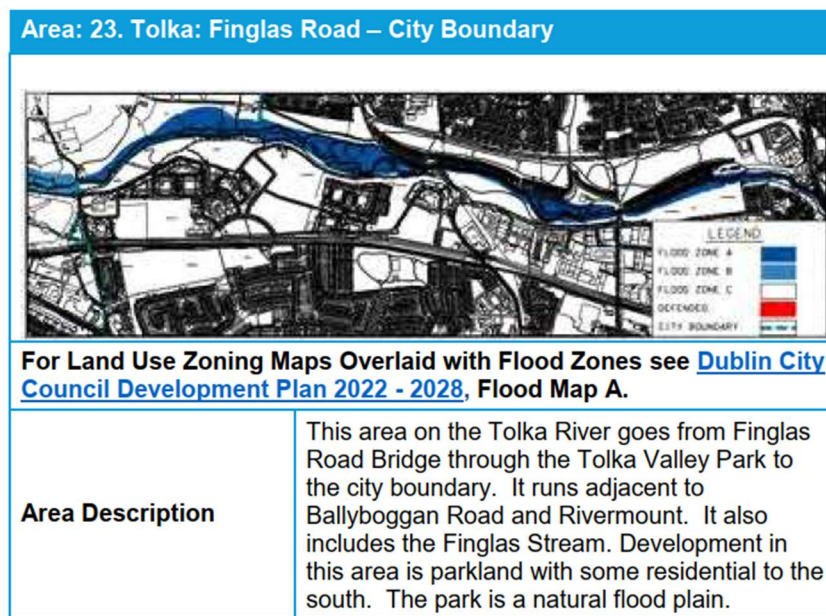 Area: 23. Tolka: Finglas Road – City Boundary
LEGEND
FLOOD ZONE A
FLOOD ZONE B
FLOOD ZONE C
DEFENDED
CITY BOUNDARY
For Land Use Zoning Maps Overlaid with Flood Zones see Dublin City
Council Development Plan 2022 - 2028, Flood Map A.
Area Description
This area on the Tolka River goes from Finglas
Road Bridge through the Tolka Valley Park to
the city boundary.  It runs adjacent to
Ballyboggan Road and Rivermount.  It also
includes the Finglas Stream. Development in
this area is parkland with some residential to the
south.  The park is a natural flood plain.